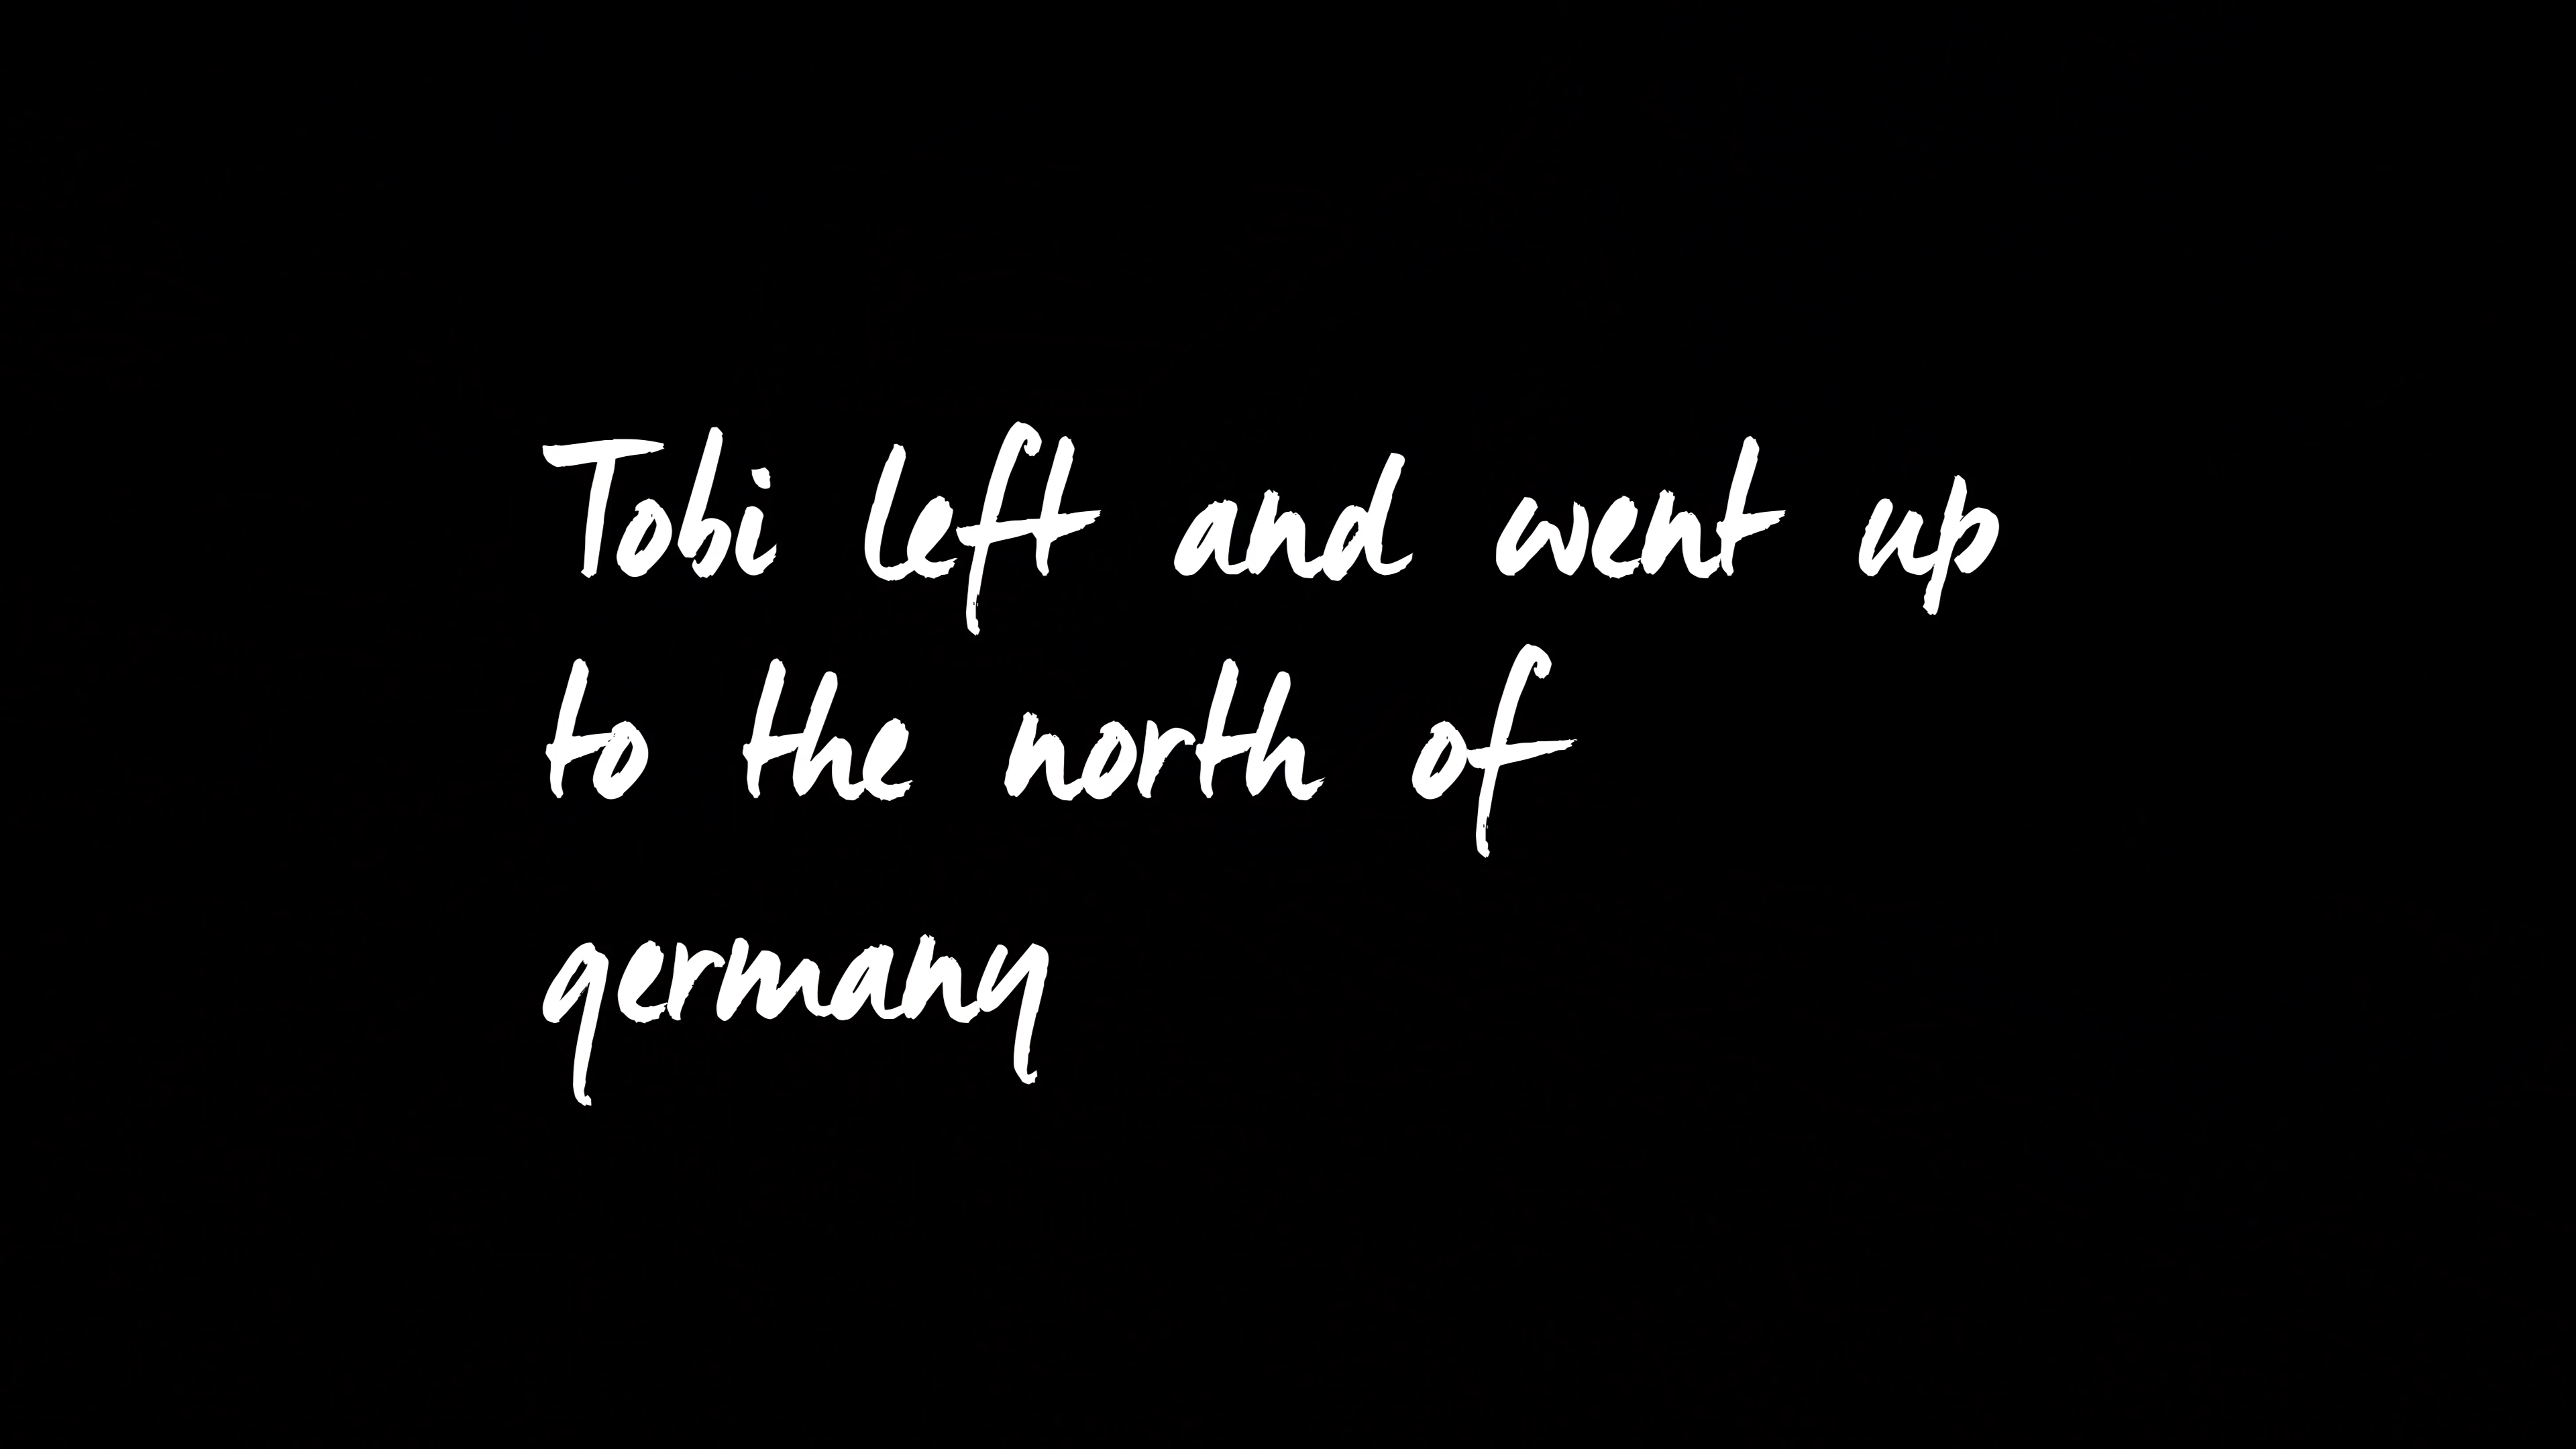 Tobi left and went up
to the north of
germany